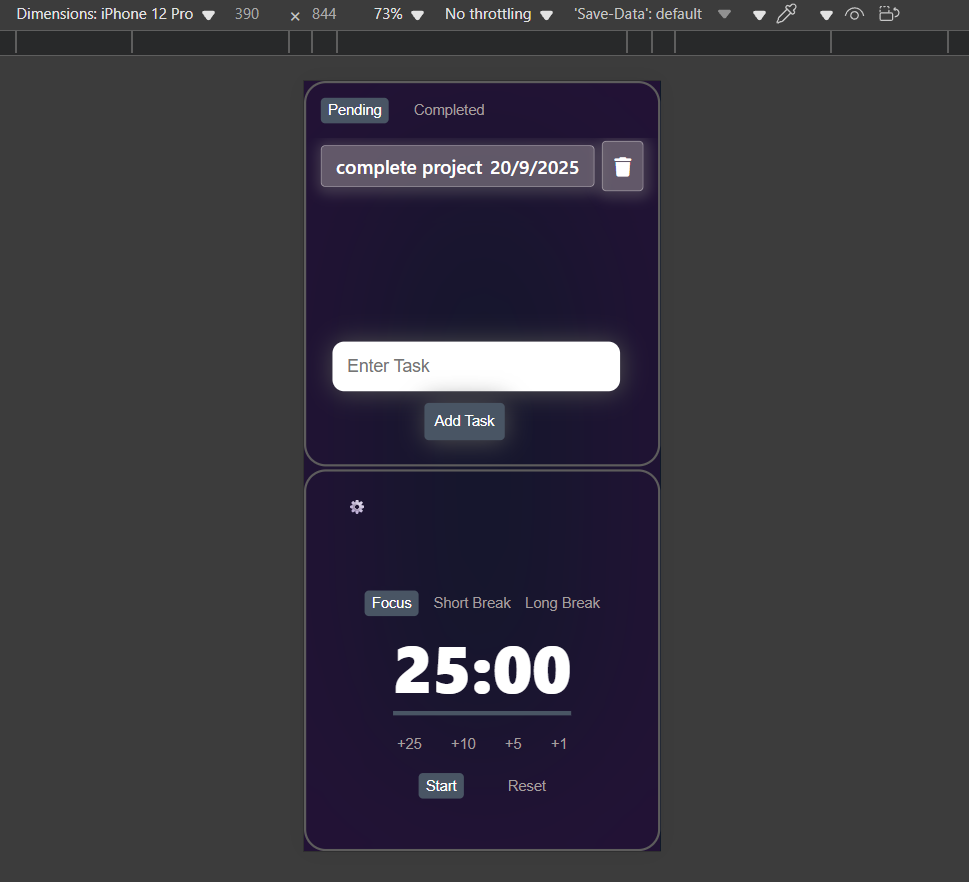 Dimensions: iPhone 12 Pro 390 × 844 73% No throttling 'Save-Data': default
Pending Completed
complete project 20/9/2025
Enter Task
Add Task
Focus Short Break Long Break
25:00
+25 +10 +5 +1
Start Reset